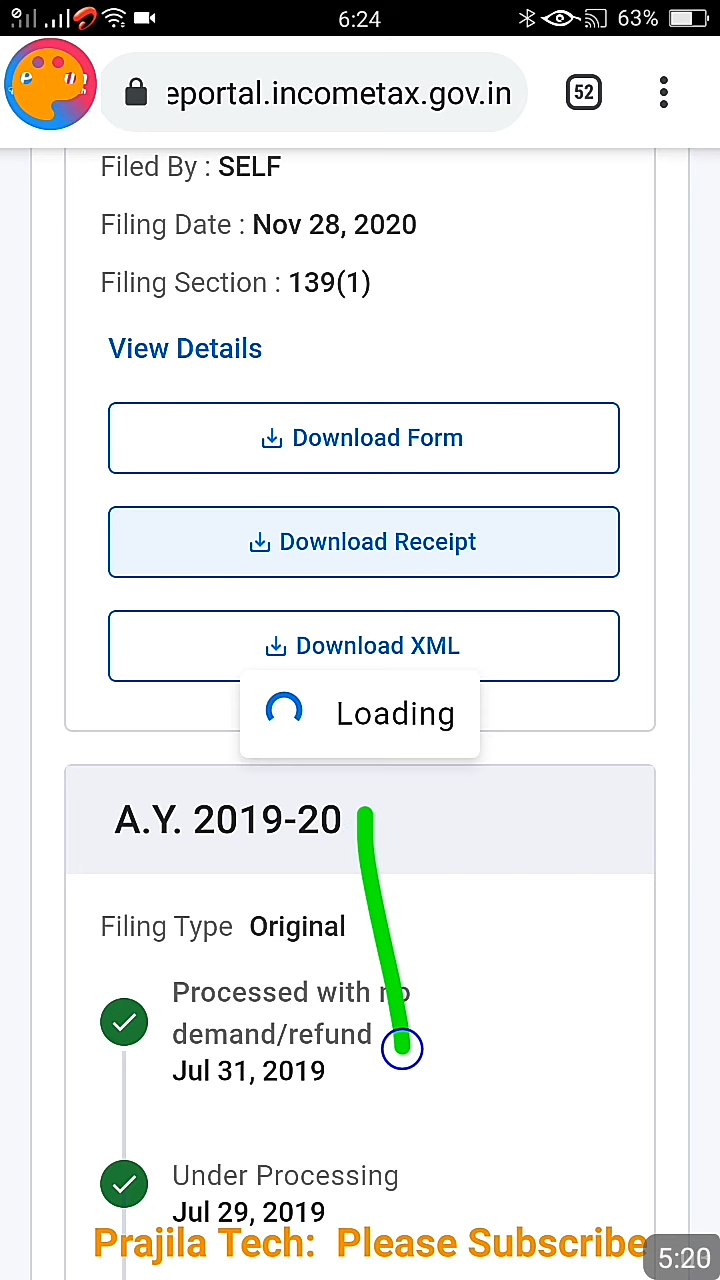 6:24
63%
eportal.incometax.gov.in
52
Filed By : SELF
Filing Date : Nov 28, 2020
Filing Section : 139(1)
View Details
Download Form
Download Receipt
Download XML
Loading
A.Y. 2019-20
Filing Type Original
Processed with no
demand/refund
Jul 31, 2019
Under Processing
Jul 29, 2019
Prajila Tech: Please Subscribe
5:20